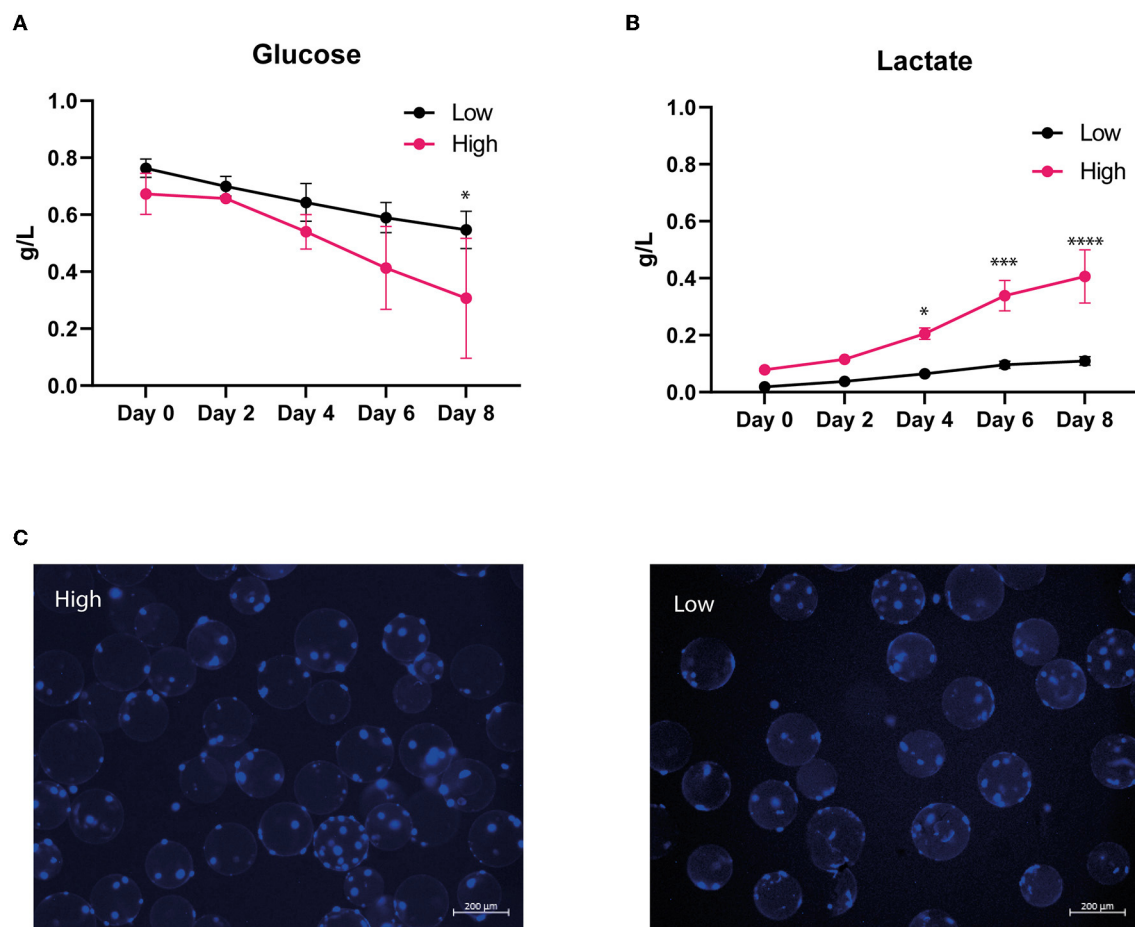 A
Glucose
g/L
1.0
0.8
0.6
0.4
0.2
0.0
Low
High
*
Day 0 Day 2 Day 4 Day 6 Day 8
B
Lactate
g/L
1.0
0.8
0.6
0.4
0.2
0.0
Low
High
*
***
****
Day 0 Day 2 Day 4 Day 6 Day 8
C
High
200 µm
Low
200 µm